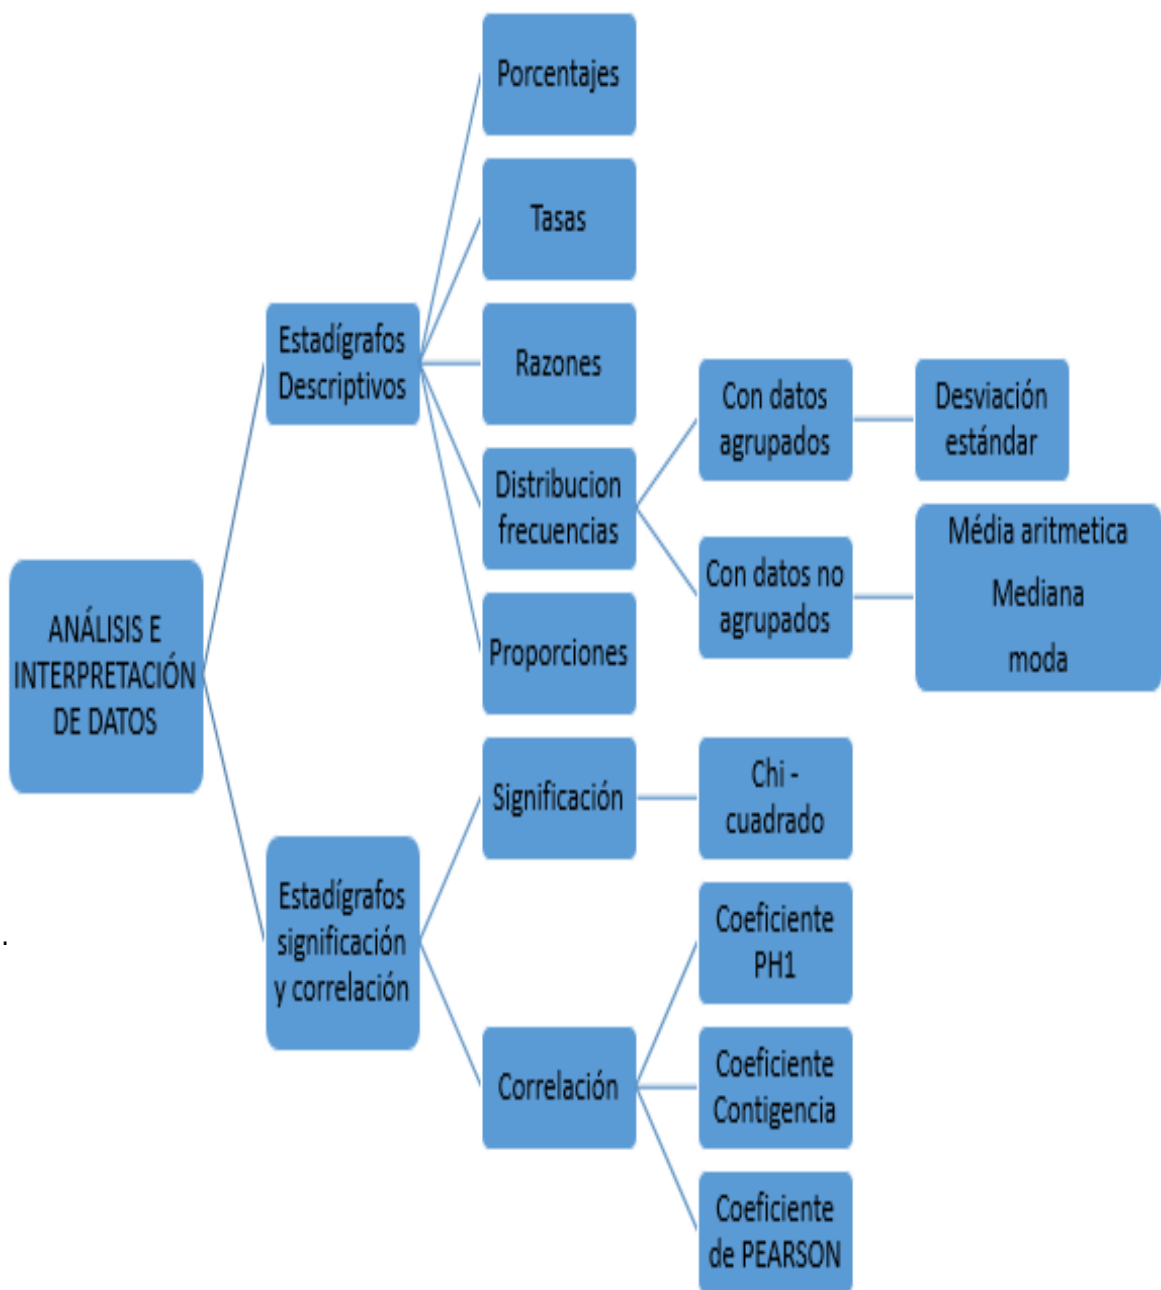 Porcentajes
Tasas
Estadígrafos
Descriptivos
Razones
Con datos
agrupados
Desviación
estándar
Distribucion
frecuencias
Con datos no
agrupados
Média aritmetica
Mediana
moda
ANÁLISIS E
INTERPRETACIÓN
DE DATOS
Proporciones
Significación
Chi -
cuadrado
Estadígrafos
significación
y correlación
.
Coeficiente
PH1
Correlación
Coeficiente
Contigencia
Coeficiente
de PEARSON